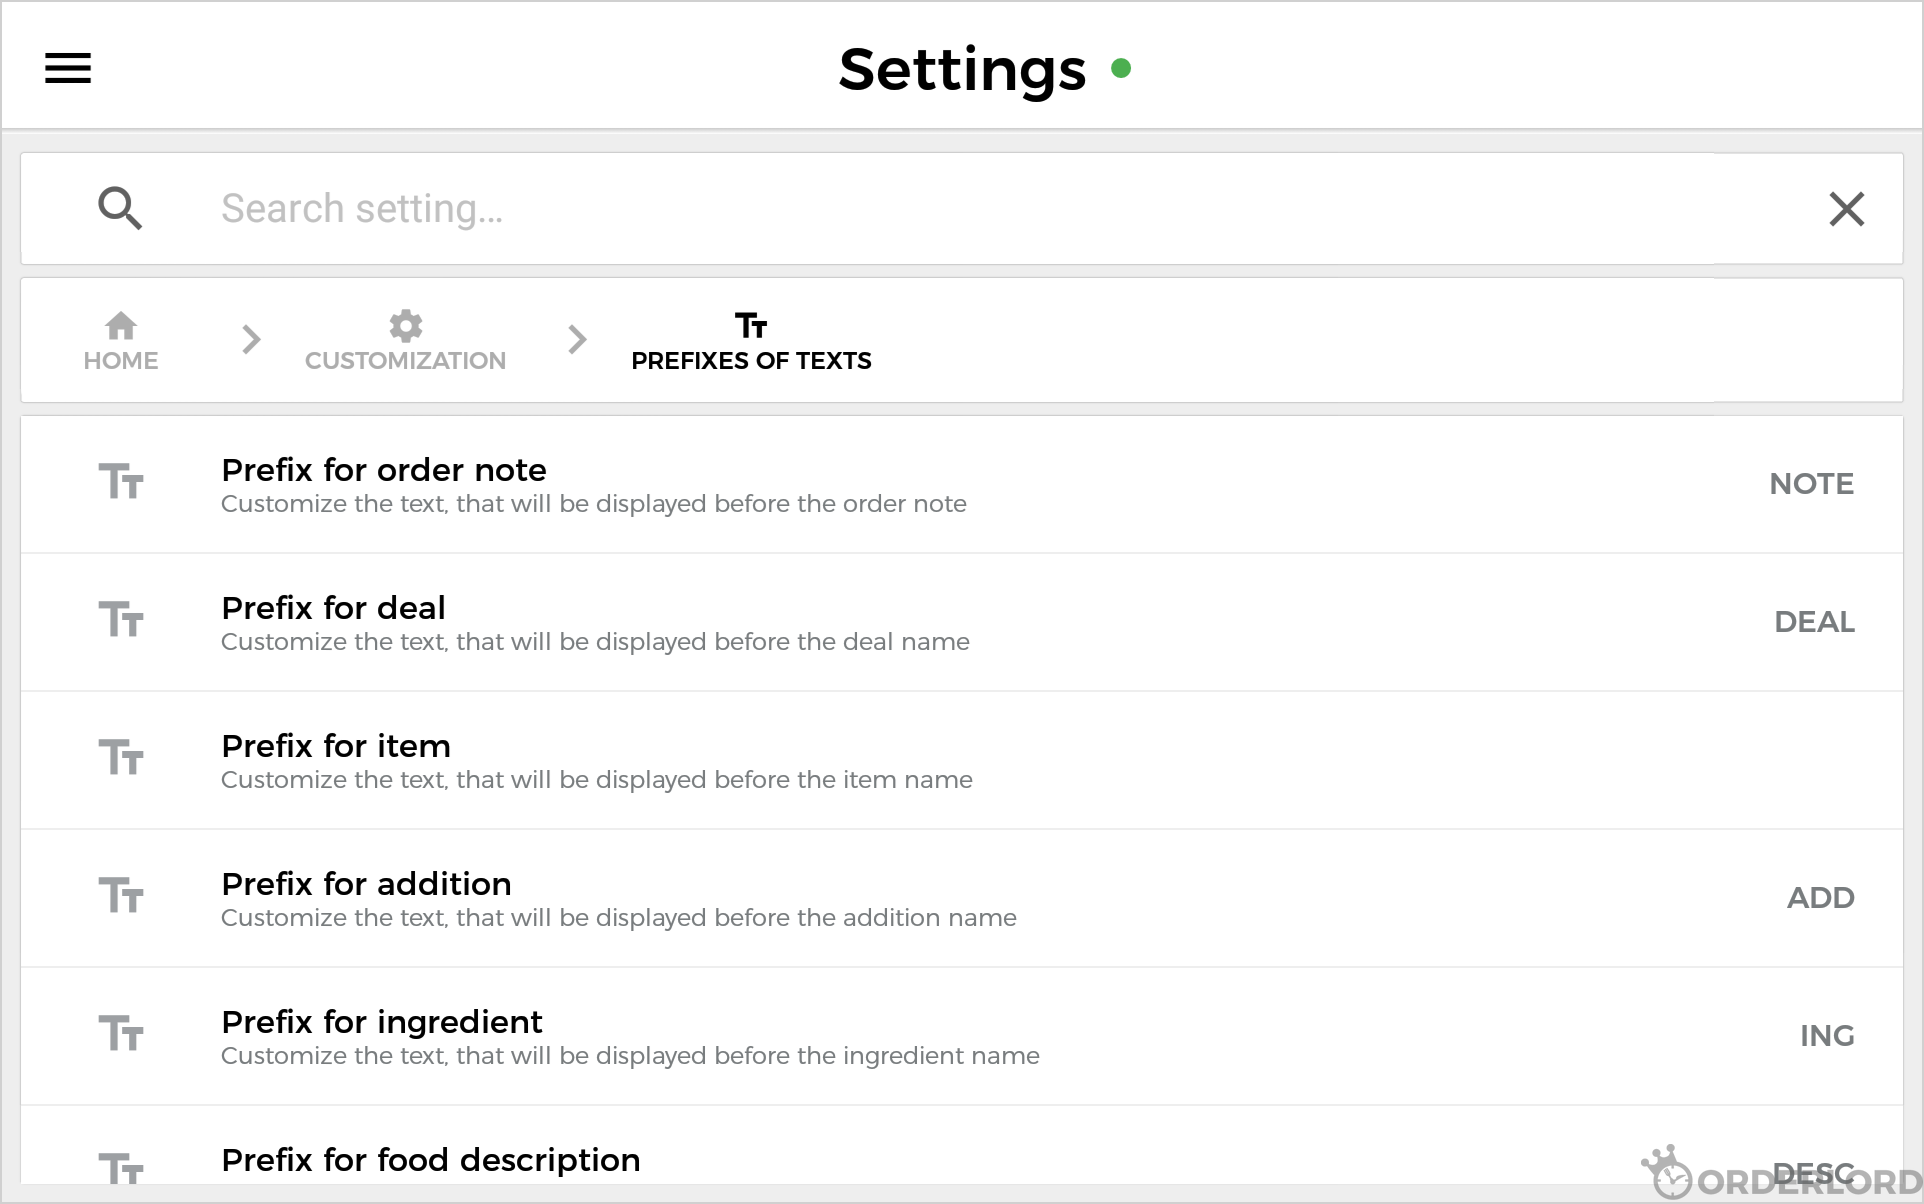 Settings
Search setting...
HOME
CUSTOMIZATION
PREFIXES OF TEXTS
Prefix for order note
Customize the text, that will be displayed before the order note
NOTE
Prefix for deal
Customize the text, that will be displayed before the deal name
DEAL
Prefix for item
Customize the text, that will be displayed before the item name
Prefix for addition
Customize the text, that will be displayed before the addition name
ADD
Prefix for ingredient
Customize the text, that will be displayed before the ingredient name
ING
Prefix for food description
DESC
ORDERLORD